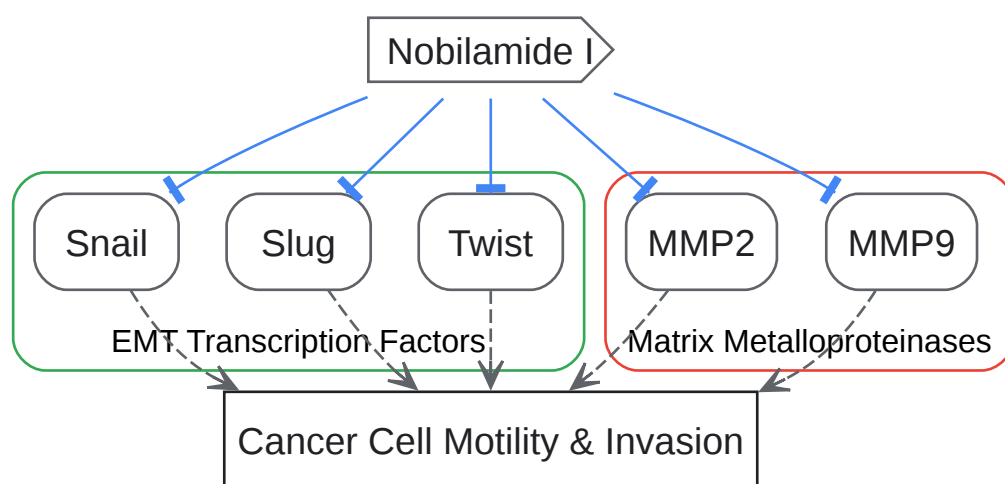 Nobilamide I
Snail
Slug
Twist
MMP2
MMP9
EMT Transcription Factors
Matrix Metalloproteinases
Cancer Cell Motility & Invasion